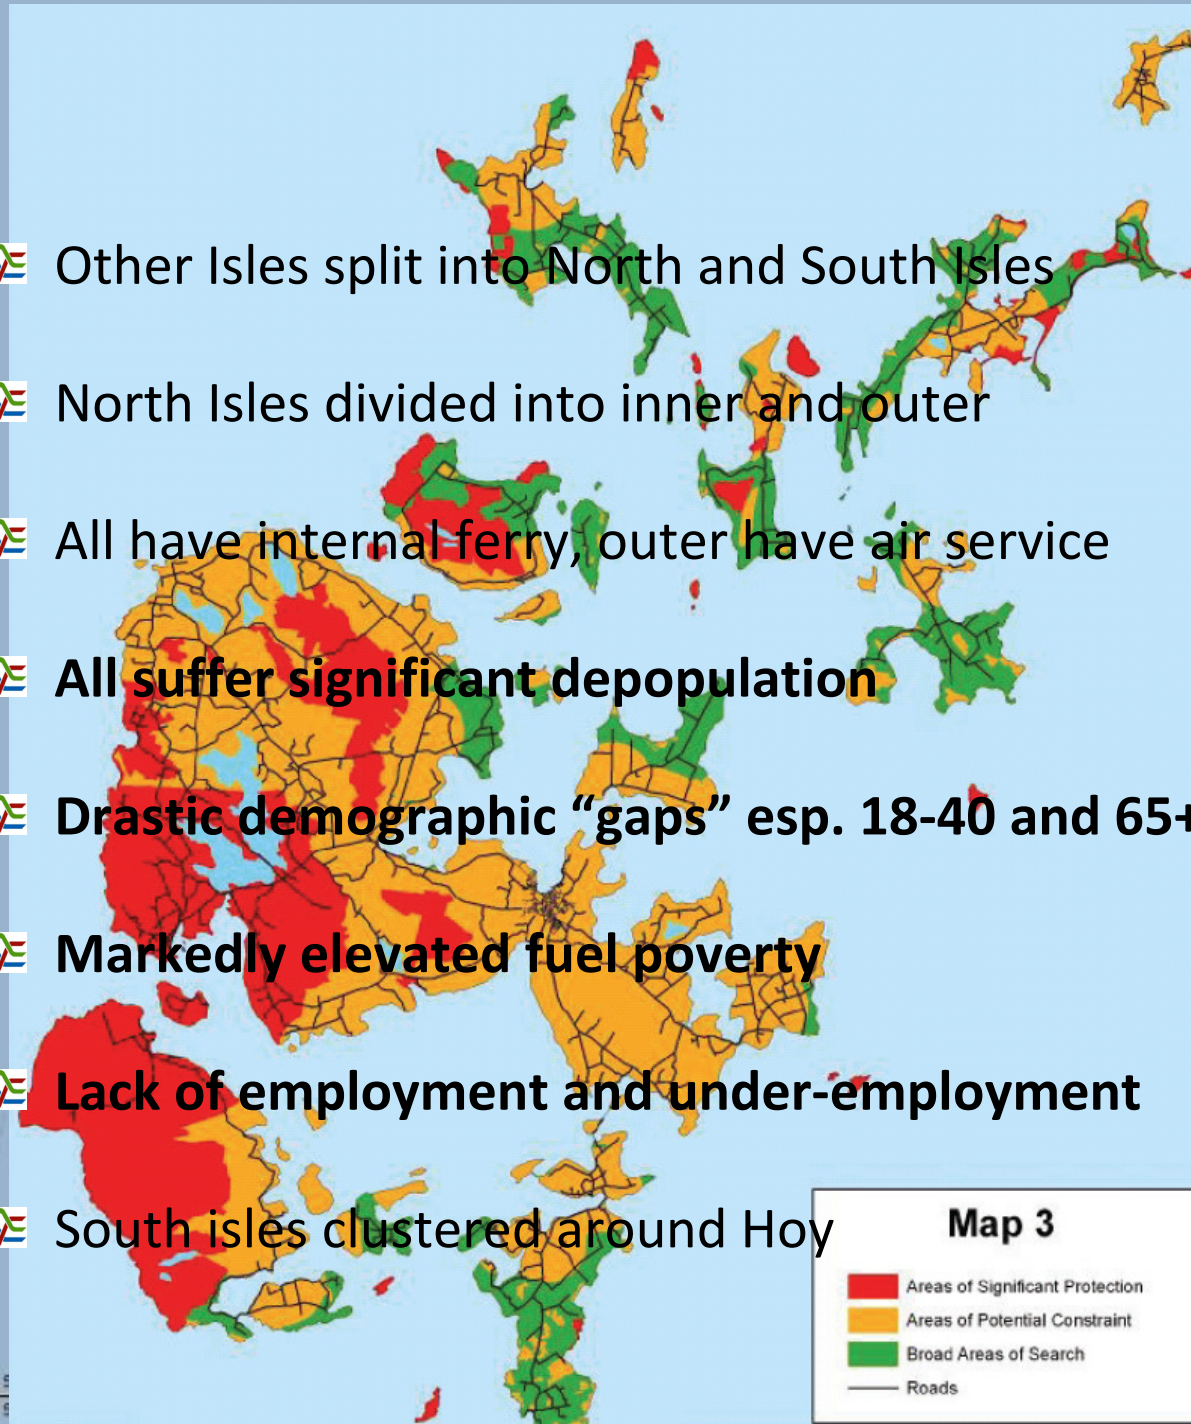 Other Isles split into North and South Isles
North Isles divided into inner and outer
All have internal ferry, outer have air service
All suffer significant depopulation
Drastic demographic “gaps” esp. 18-40 and 65+
Markedly elevated fuel poverty
Lack of employment and under-employment
South isles clustered around Hoy
Map 3
Areas of Significant Protection
Areas of Potential Constraint
Broad Areas of Search
Roads